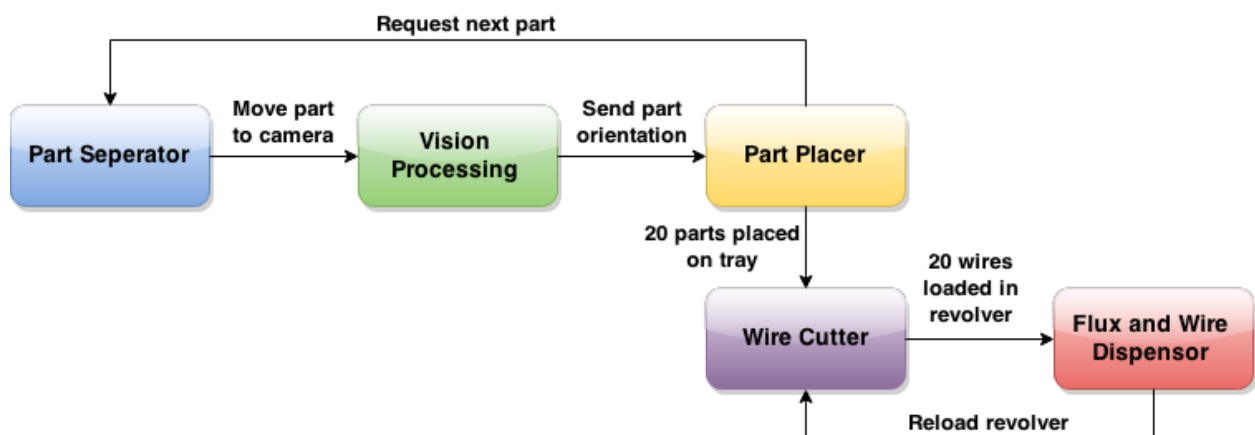 Request next part
Part Seperator
Move part
to camera
Vision
Processing
Send part
orientation
Part Placer
20 parts placed
on tray
Wire Cutter
20 wires
loaded in
revolver
Flux and Wire
Dispensor
Reload revolver